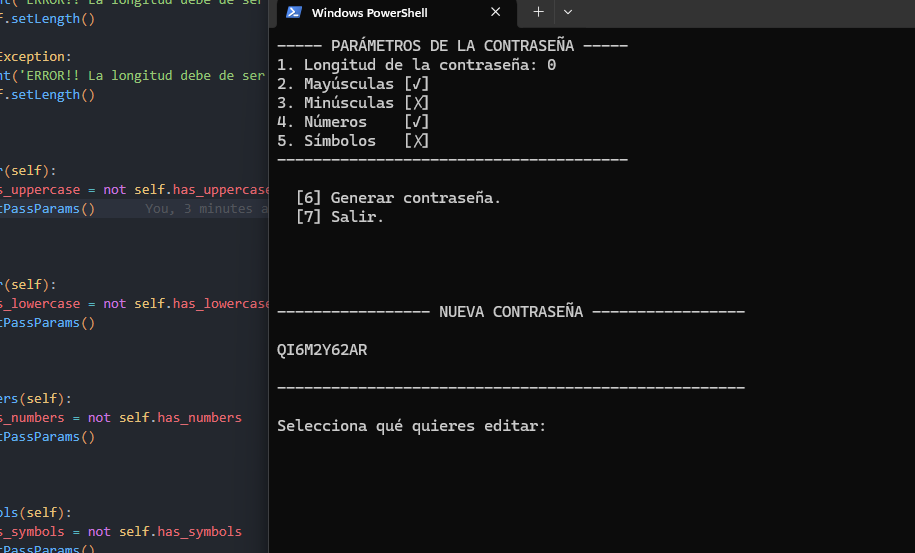 nt('ERROR!! La longitud debe de ser
f.setLength()
Exception:
nt('ERROR!! La longitud debe de ser
f.setLength()
r(self):
s_uppercase = not self.has_uppercase
tPassParams() You, 3 minutes a
r(self):
s_lowercase = not self.has_lowercase
tPassParams()
ers(self):
s_numbers = not self.has_numbers
tPassParams()
ols(self):
s_symbols = not self.has_symbols
tPassParams()
Windows PowerShell
----- PARÁMETROS DE LA CONTRASEÑA -----
1. Longitud de la contraseña: 0
2. Mayúsculas [√]
3. Minúsculas [╳]
4. Números [√]
5. Símbolos [╳]
---------------------------------------
[6] Generar contraseña.
[7] Salir.
----------------- NUEVA CONTRASEÑA -----------------
QI6M2Y62AR
----------------------------------------------------
Selecciona qué quieres editar: